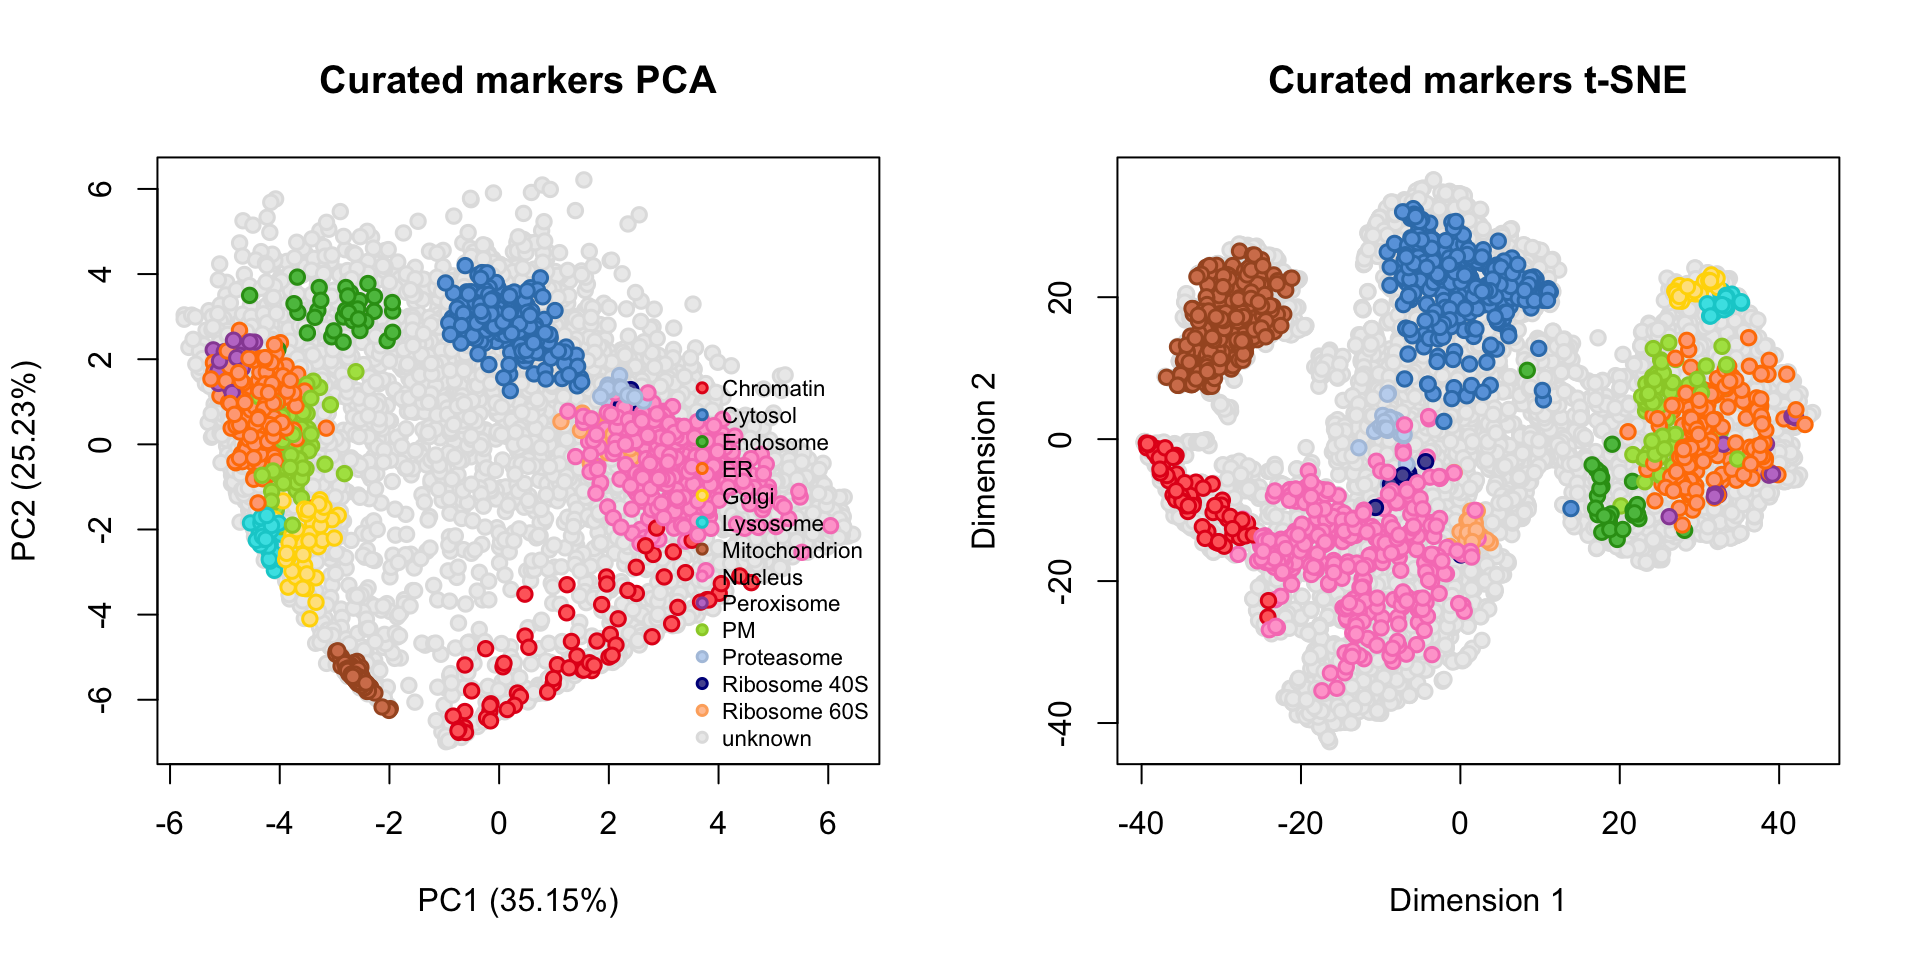 Curated markers PCA
PC2 (25.23%)
6
4
2
0
-2
-4
-6
Chromatin
Cytosol
Endosome
ER
Golgi
Lysosome
Mitochondrion
Nucleus
Peroxisome
PM
Proteasome
Ribosome 40S
Ribosome 60S
unknown
-6 -4 -2 0 2 4 6
PC1 (35.15%)
Curated markers t-SNE
Dimension 2
20
0
-20
-40
-40 -20 0 20 40
Dimension 1